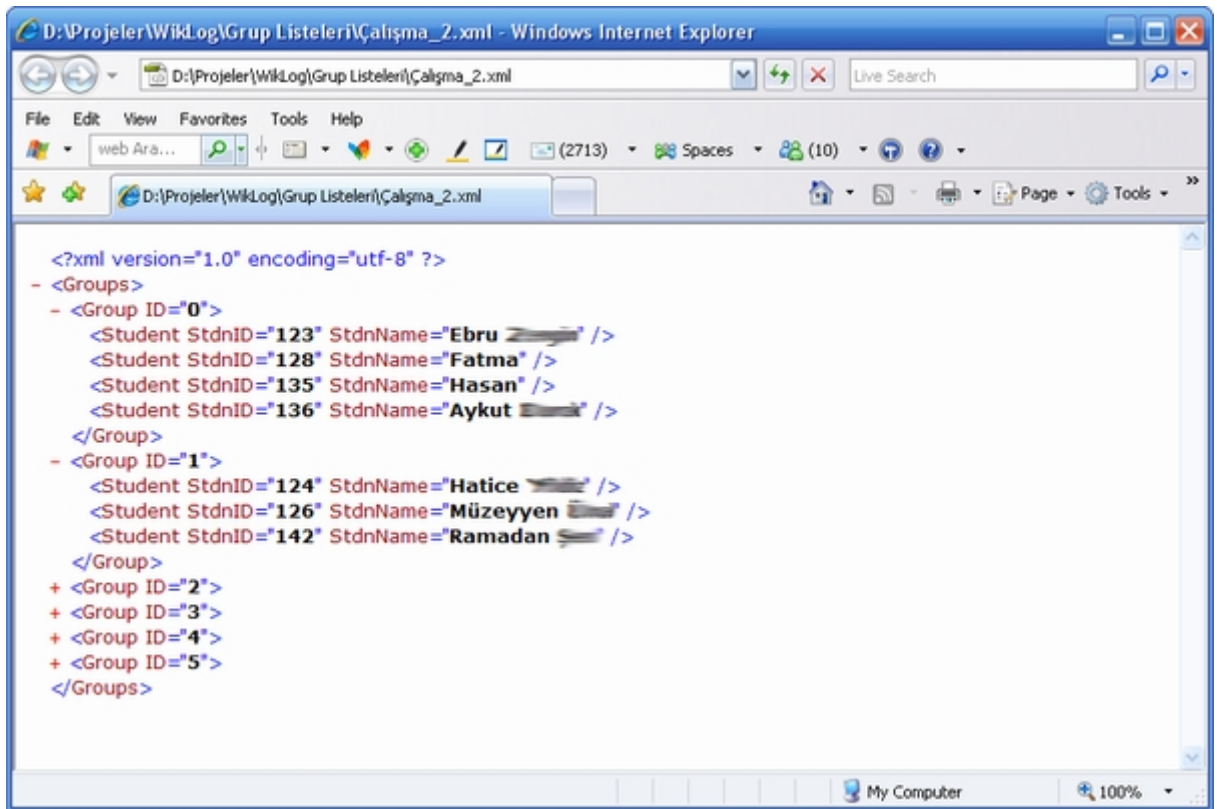 D:\Projeler\WikLog\Grup Listeleri\Çalışma_2.xml - Windows Internet Explorer
D:\Projeler\WikLog\Grup Listeleri\Çalışma_2.xml Live Search
File Edit View Favorites Tools Help
web Ara... (2713) Spaces (10)
D:\Projeler\WikLog\Grup Listeleri\Çalışma_2.xml Page Tools »
<?xml version="1.0" encoding="utf-8" ?>
- <Groups>
- <Group ID="0">
<Student StdnID="123" StdnName="Ebru " />
<Student StdnID="128" StdnName="Fatma" />
<Student StdnID="135" StdnName="Hasan" />
<Student StdnID="136" StdnName="Aykut " />
</Group>
- <Group ID="1">
<Student StdnID="124" StdnName="Hatice " />
<Student StdnID="126" StdnName="Müzeyyen " />
<Student StdnID="142" StdnName="Ramadan " />
</Group>
+ <Group ID="2">
+ <Group ID="3">
+ <Group ID="4">
+ <Group ID="5">
</Groups>
My Computer 100%